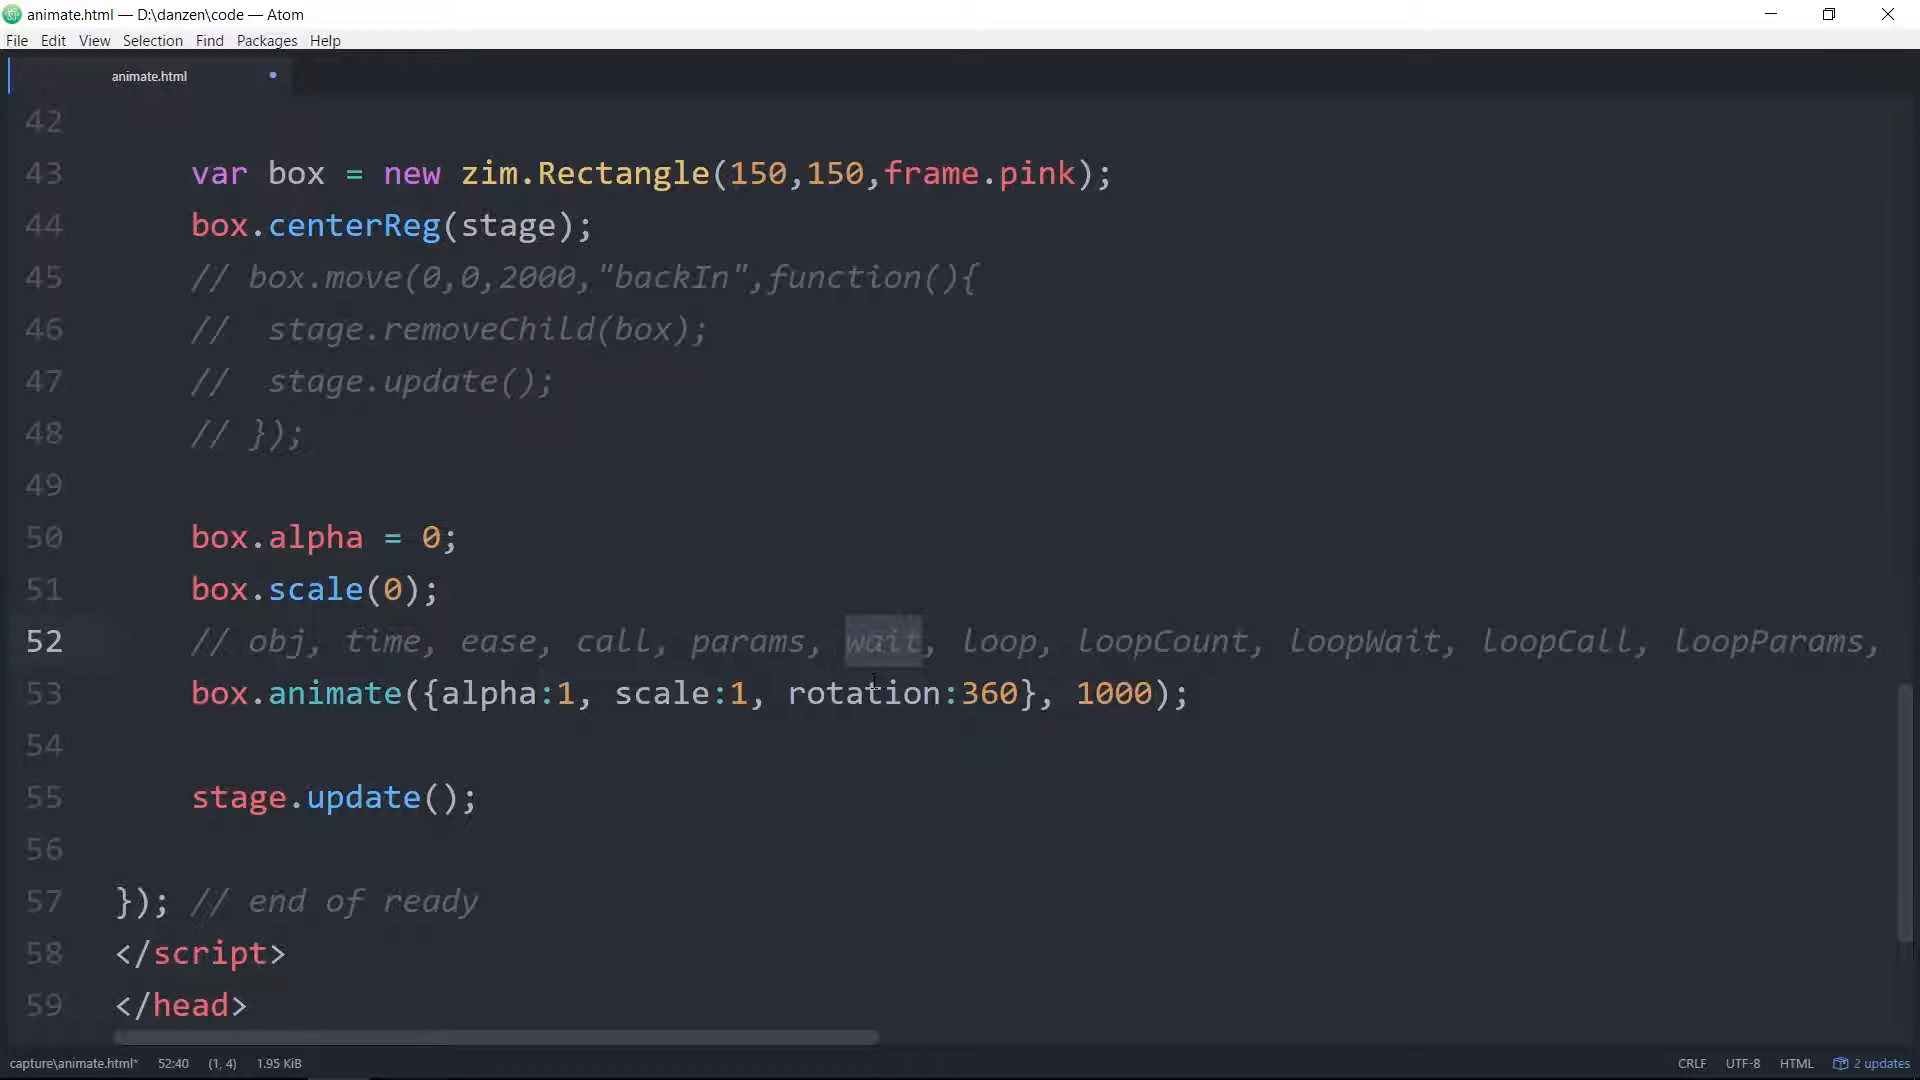 animate.html — D:\danzen\code — Atom
File Edit View Selection Find Packages Help
animate.html
42
43 var box = new zim.Rectangle(150,150,frame.pink);
44 box.centerReg(stage);
45 // box.move(0,0,2000,"backIn",function(){
46 //  stage.removeChild(box);
47 //  stage.update();
48 // });
49
50 box.alpha = 0;
51 box.scale(0);
52 // obj, time, ease, call, params, wait, loop, loopCount, loopWait, loopCall, loopParams,
53 box.animate({alpha:1, scale:1, rotation:360}, 1000);
54
55 stage.update();
56
57 }); // end of ready
58 </script>
59 </head>
capture\animate.html* 52:40 (1, 4) 1.95 KiB CRLF UTF-8 HTML 2 updates